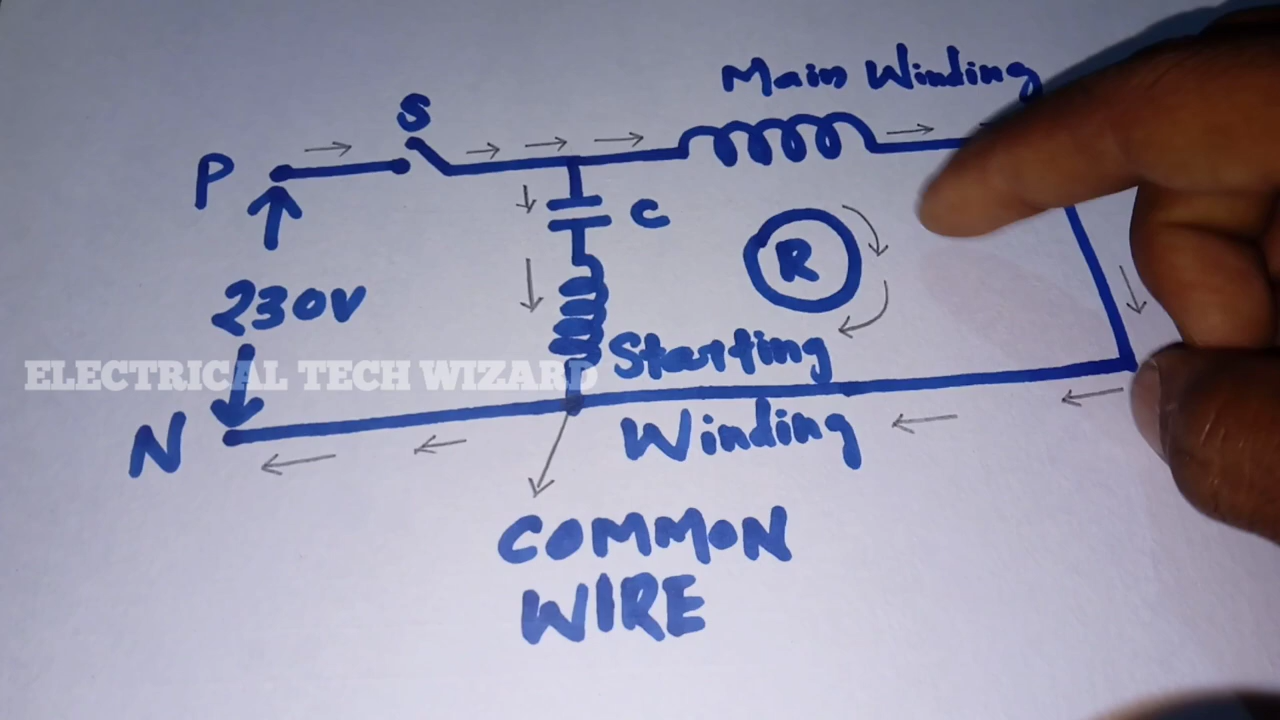 Main Winding
S
P
C
R
230V
Starting
ELECTRICAL TECH WIZARD
N
Winding
COMMON
WIRE